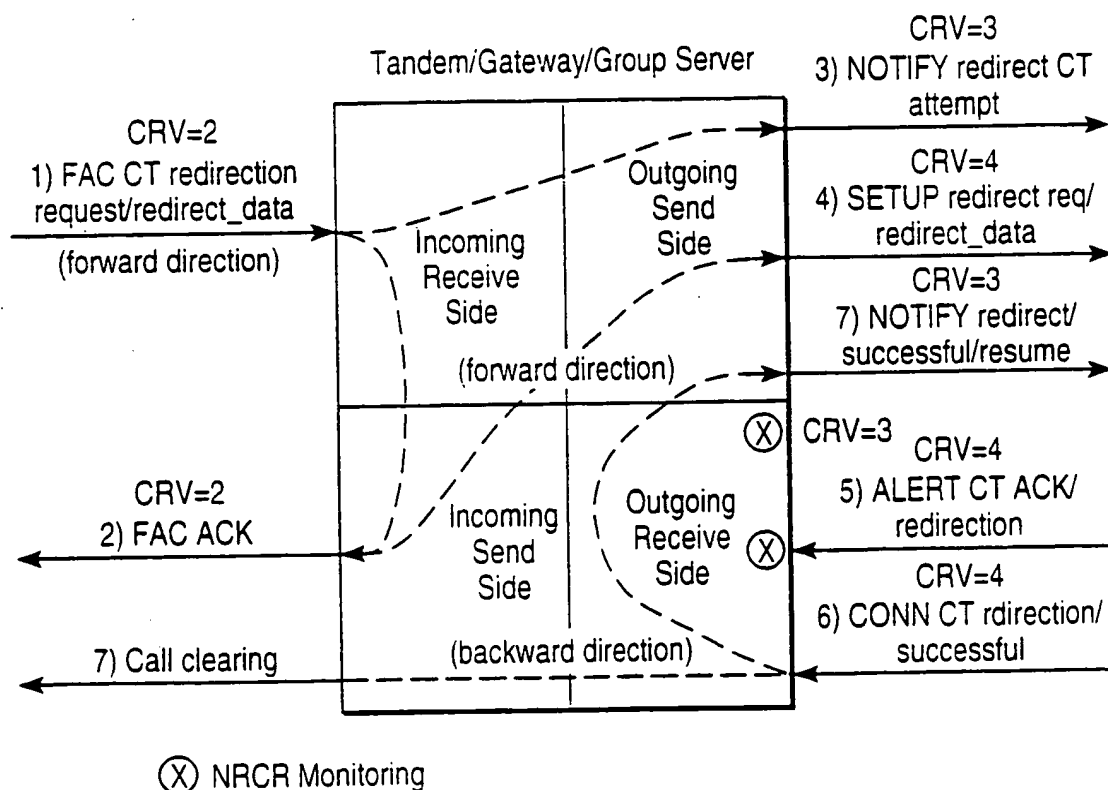 Tandem/Gateway/Group Server
CRV=2
1) FAC CT redirection
request/redirect_data
(forward direction)
CRV=2
2) FAC ACK
7) Call clearing
Incoming
Receive
Side
Outgoing
Send
Side
(forward direction)
Incoming
Send
Side
Outgoing
Receive
Side
(backward direction)
CRV=3
3) NOTIFY redirect CT
attempt
CRV=4
4) SETUP redirect req/
redirect_data
CRV=3
7) NOTIFY redirect/
successful/resume
X CRV=3
CRV=4
5) ALERT CT ACK/
redirection
X
CRV=4
6) CONN CT rdirection/
successful
X NRCR Monitoring